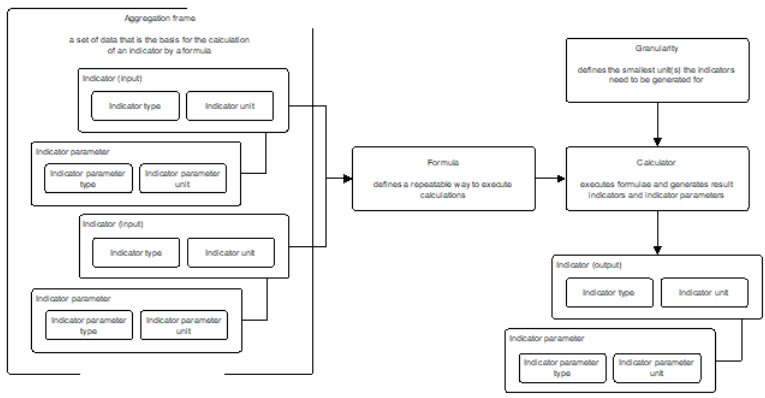 Aggregation frame
a set of data that is the basis for the calculation
of an indicator by a formula
Indicator (input)
Indicator type
Indicator unit
Indicator parameter
Indicator parameter
type
Indicator parameter
unit
Indicator (input)
Indicator type
Indicator unit
Indicator parameter
Indicator parameter
type
Indicator parameter
unit
Formula
defines a repeatable way to execute
calculations
Granularity
defines the smallest unit(s) the indicators
need to be generated for
Calculator
executes formulae and generates result
indicators and indicator parameters
Indicator (output)
Indicator type
Indicator unit
Indicator parameter
Indicator parameter
type
Indicator parameter
unit